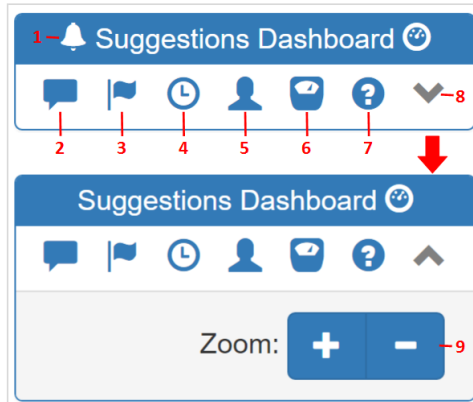 1 Suggestions Dashboard
2 3 4 5 6 7 8
Suggestions Dashboard
Zoom: + - 9